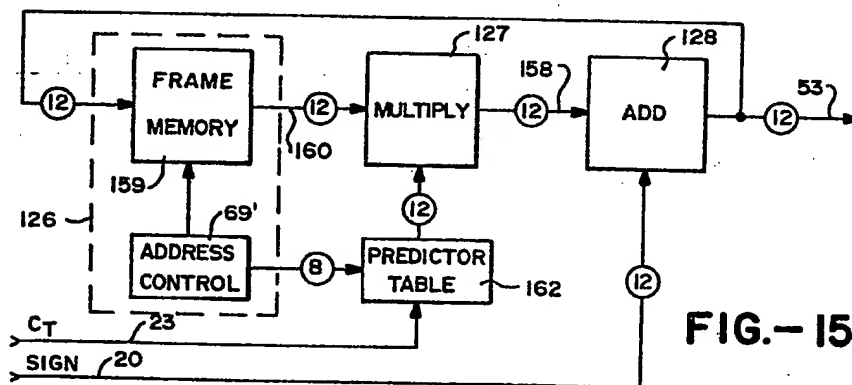 127
128
158
53
FRAME
MEMORY
12
12
MULTIPLY
12
ADD
12
160
159
126
69'
12
ADDRESS
CONTROL
8
PREDICTOR
TABLE
162
12
CT
23
SIGN
20
FIG.-15